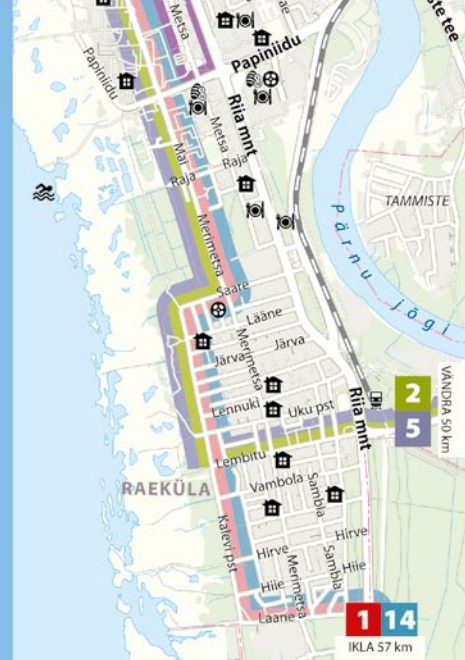 Metsa
ste tee
Papiniidu
Papiniidu
Riia mnt
Metsa
Mai
Raja
Raja
TAMMISTE
Merimetsa
Pärnu jõgi
Saare
Lääne
Järva
Merimetsa
Järva
VÄNDRA 50 km
2
5
Lennuki
Uku pst
Riia mnt
Lembitu
RAEKÜLA
Vambola
Sambla
Kalevi pst
Hirve
Hirve
Merimetsa
Sambla
Hiie
Hiie
Lääne
1 14
IKLA 57 km